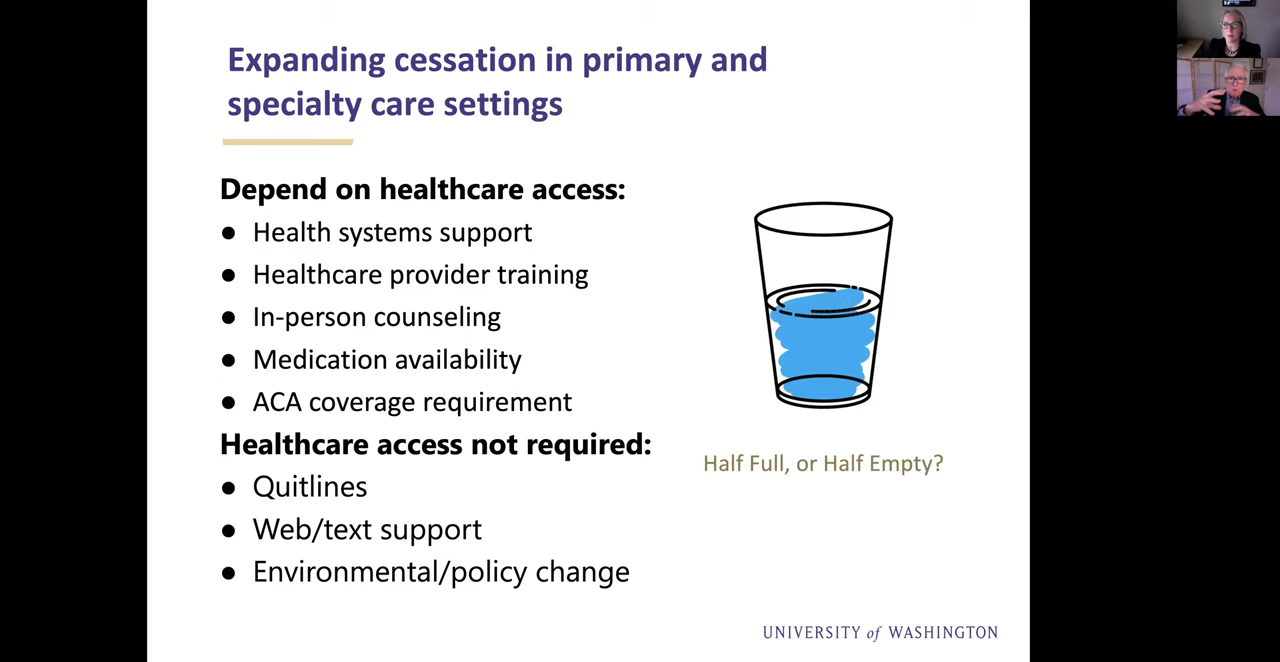 Expanding cessation in primary and
specialty care settings
Depend on healthcare access:
● Health systems support
● Healthcare provider training
● In-person counseling
● Medication availability
● ACA coverage requirement
Healthcare access not required:
● Quitlines
● Web/text support
● Environmental/policy change
Half Full, or Half Empty?
UNIVERSITY of WASHINGTON